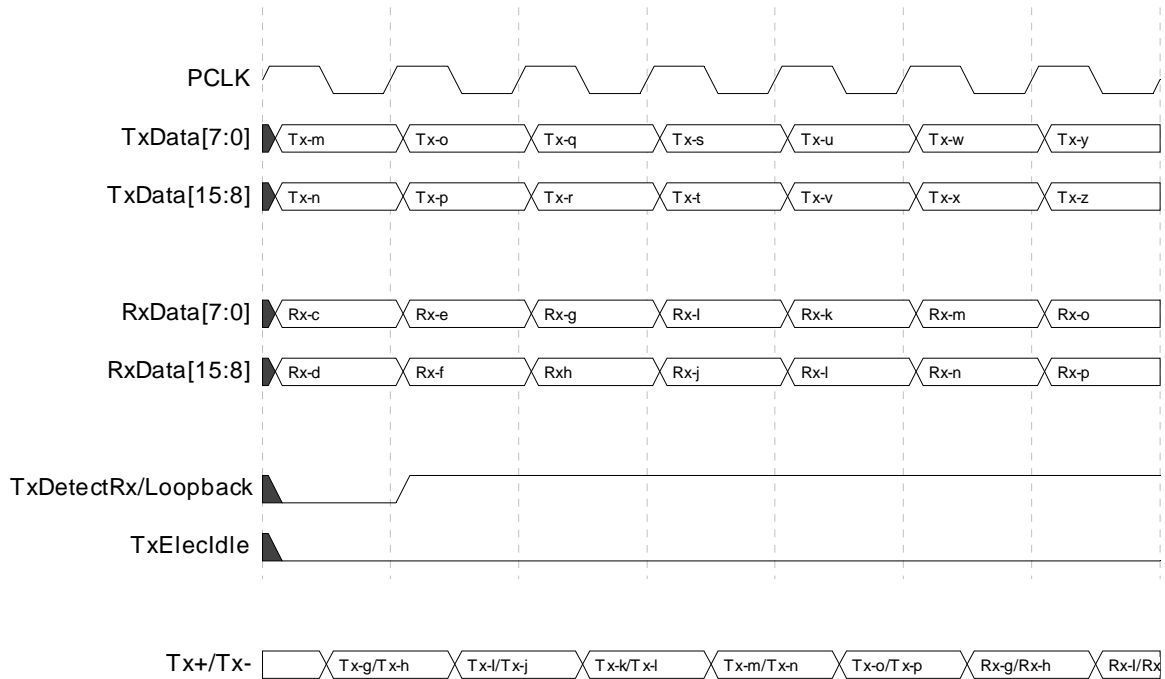 PCLK
TxData[7:0] Tx-m Tx-o Tx-q Tx-s Tx-u Tx-w Tx-y
TxData[15:8] Tx-n Tx-p Tx-r Tx-t Tx-v Tx-x Tx-z
RxData[7:0] Rx-c Rx-e Rx-g Rx-I Rx-k Rx-m Rx-o
RxData[15:8] Rx-d Rx-f Rxh Rx-j Rx-l Rx-n Rx-p
TxDetectRx/Loopback
TxElecIdle
Tx+/Tx- Tx-g/Tx-h Tx-I/Tx-j Tx-k/Tx-l Tx-m/Tx-n Tx-o/Tx-p Rx-g/Rx-h Rx-I/Rx